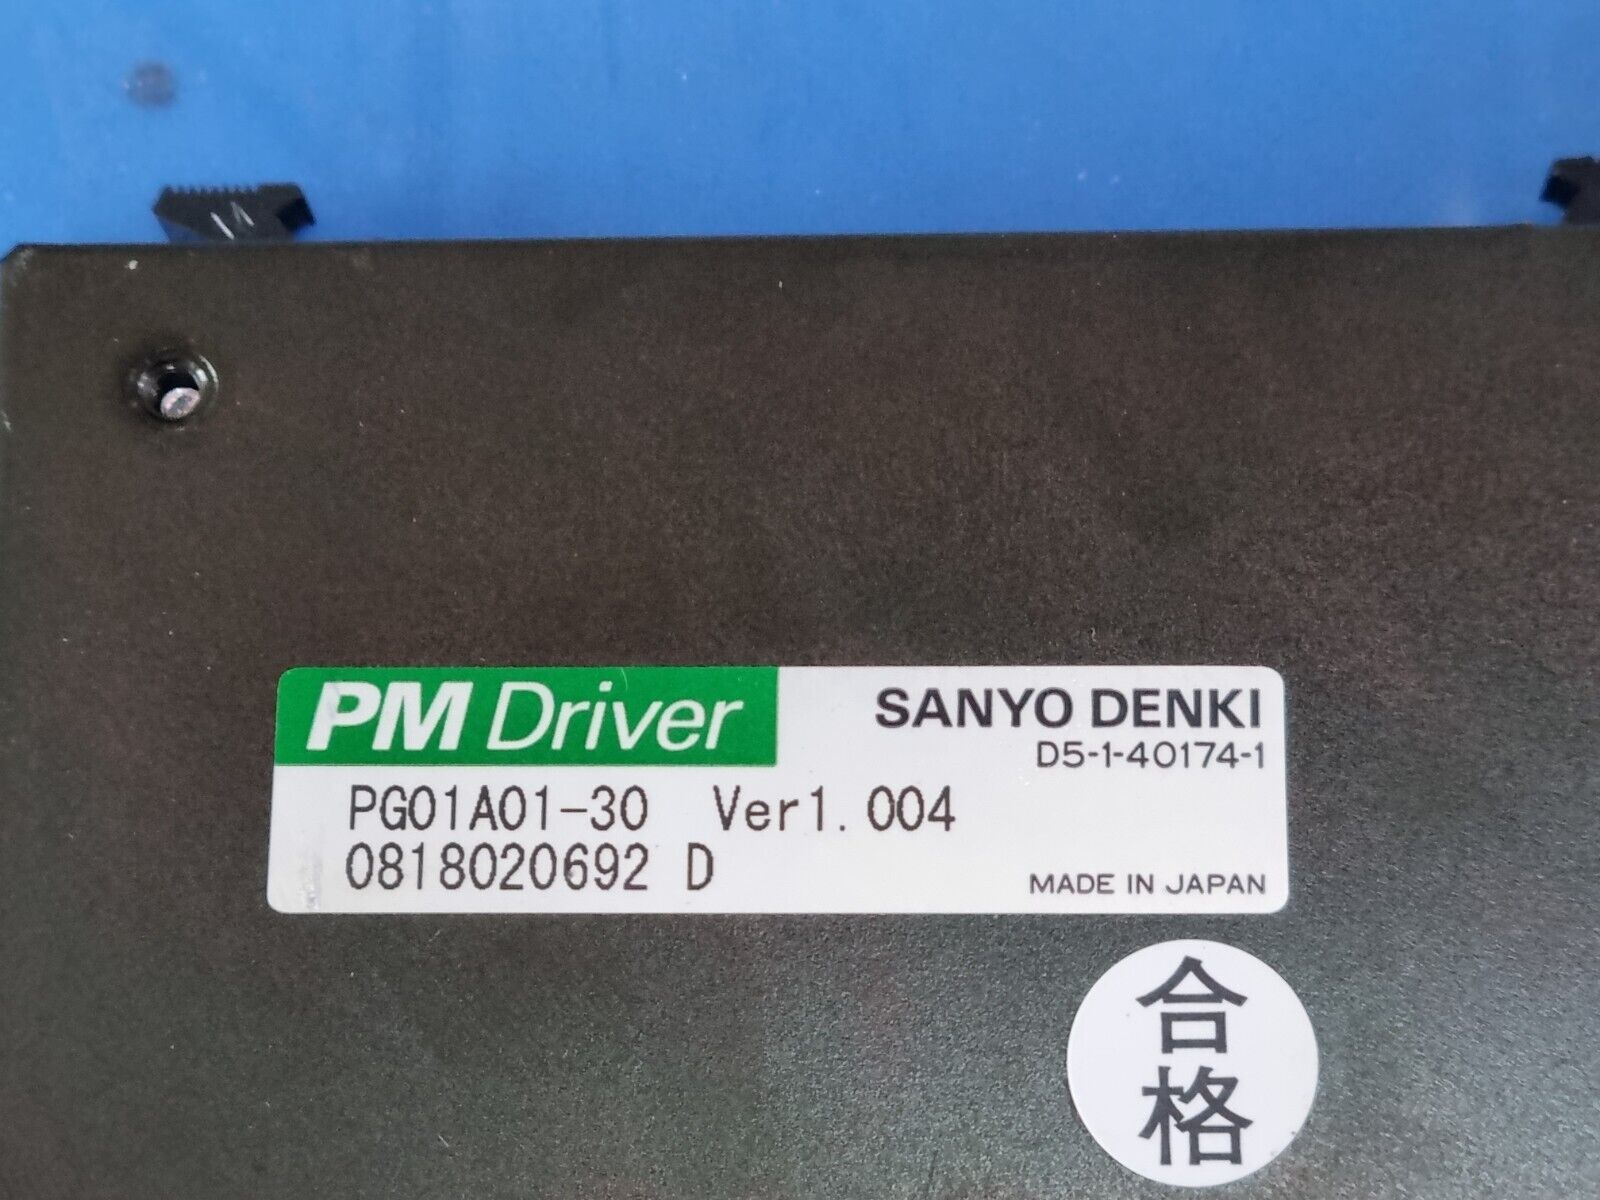 PM Driver
SANYO DENKI
D5-1-40174-1
PG01A01-30 Ver1.004
0818020692 D
MADE IN JAPAN
合格